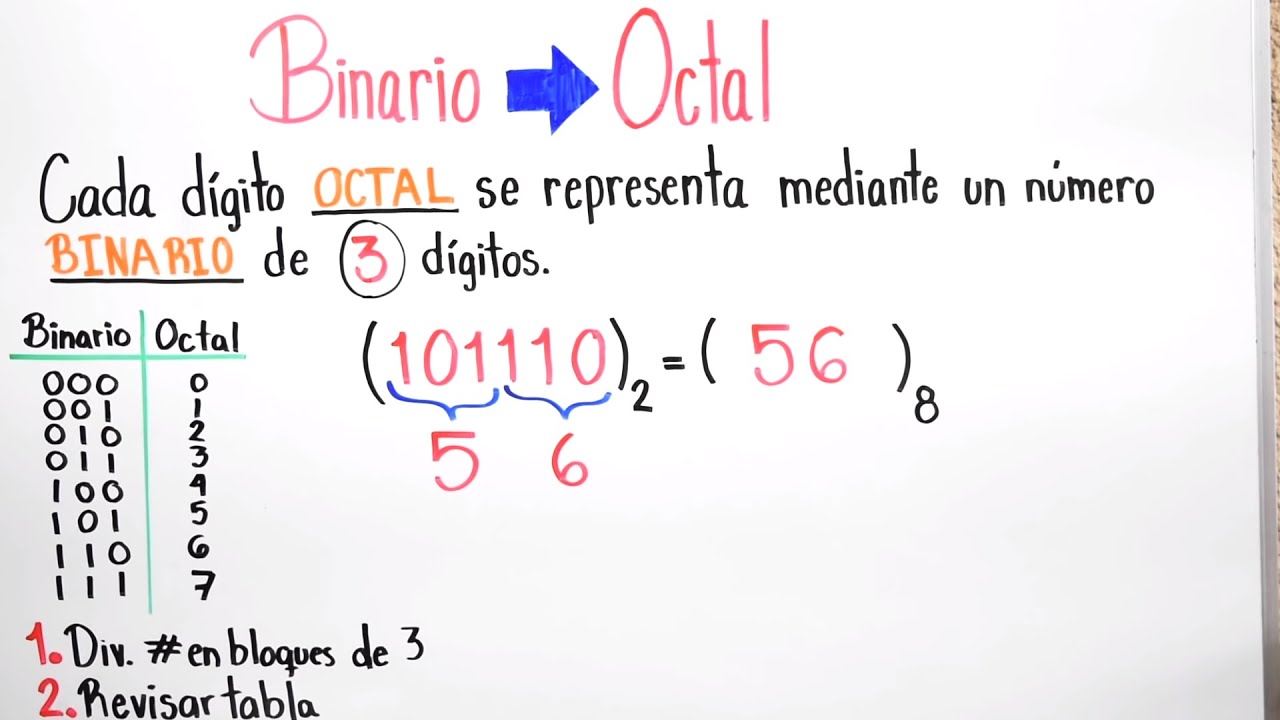 Binario Octal
Cada dígito OCTAL se representa mediante un número
BINARIO de 3 dígitos.
Binario Octal
000 0
001 1
010 2
011 3
100 4
101 5
110 6
111 7
(101110)2 = ( 56 )8
5 6
1. Div. # en bloques de 3
2. Revisar tabla